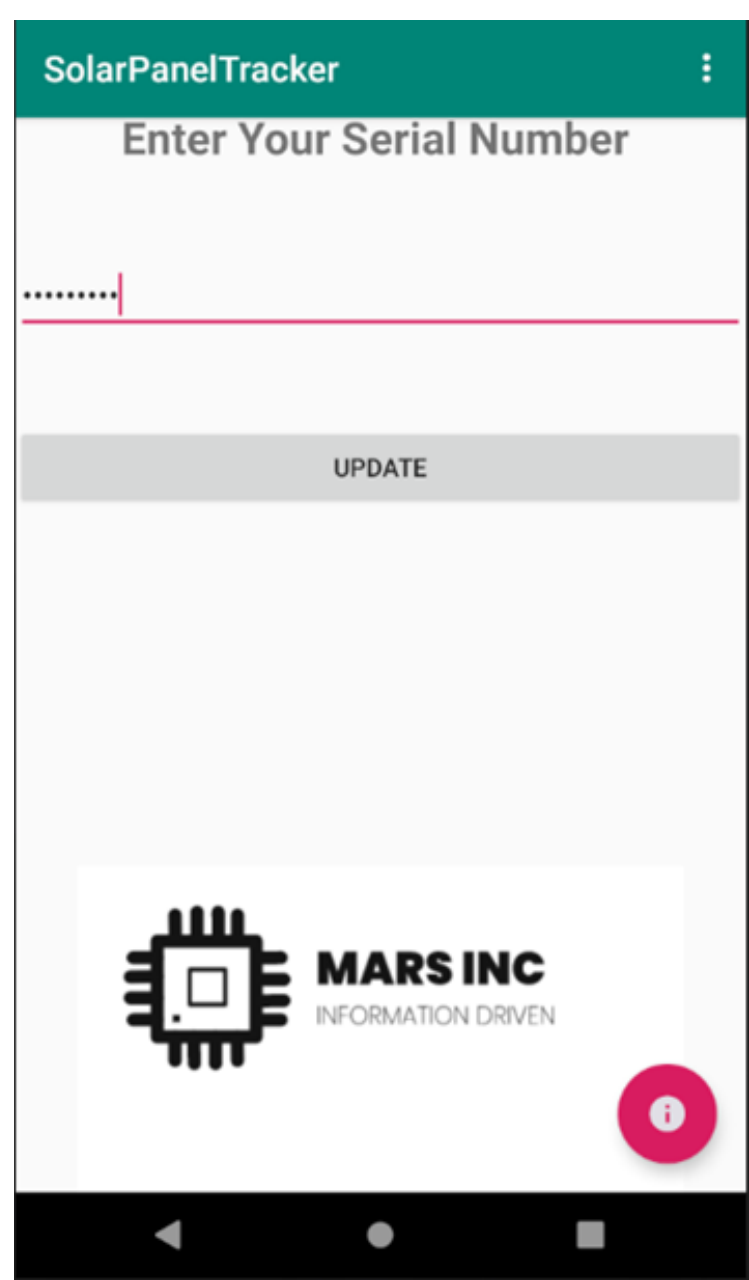 SolarPanelTracker
Enter Your Serial Number
•••••••••
UPDATE
MARS INC
INFORMATION DRIVEN